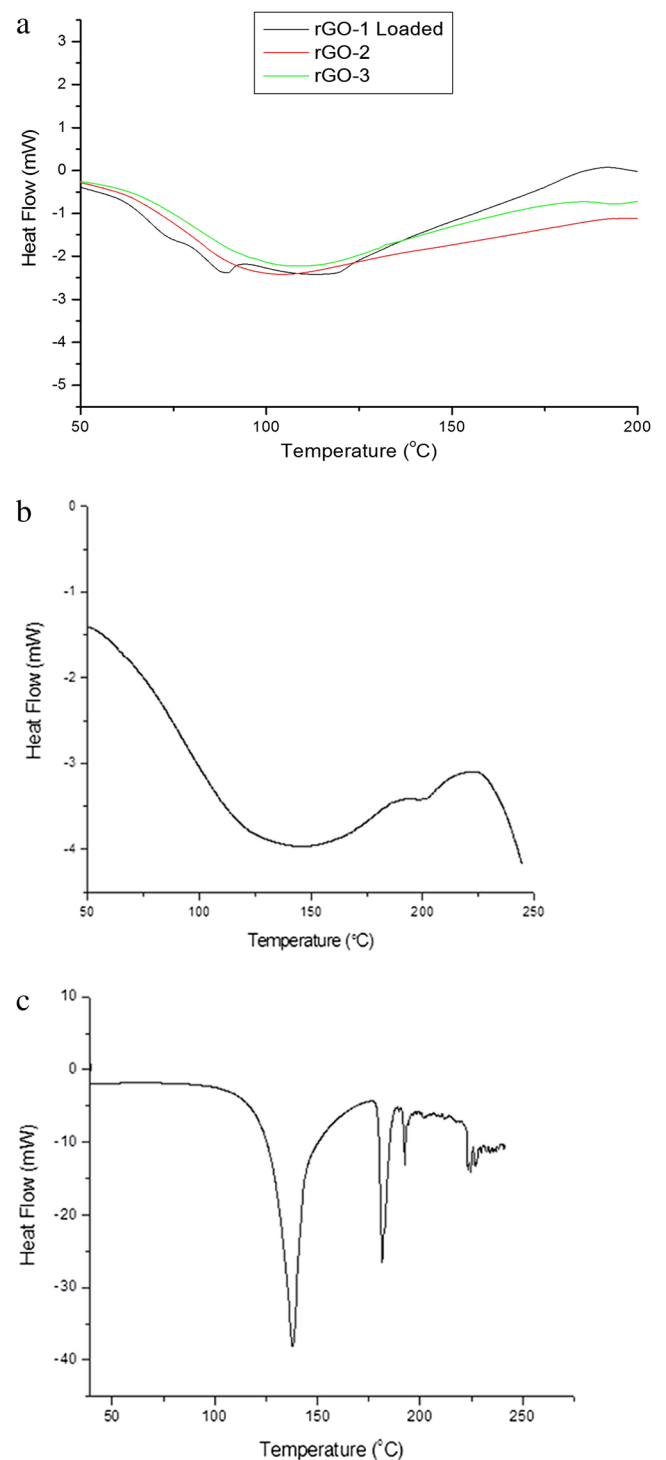 a
rGO-1 Loaded
rGO-2
rGO-3
3
2
1
0
-1
-2
-3
-4
-5
Heat Flow (mW)
50
100
150
200
Temperature (°C)
b
0
-1
-2
-3
-4
Heat Flow (mW)
50
100
150
200
250
Temperature (°C)
c
10
0
-10
-20
-30
-40
Heat Flow (mW)
50
100
150
200
250
Temperature (°C)